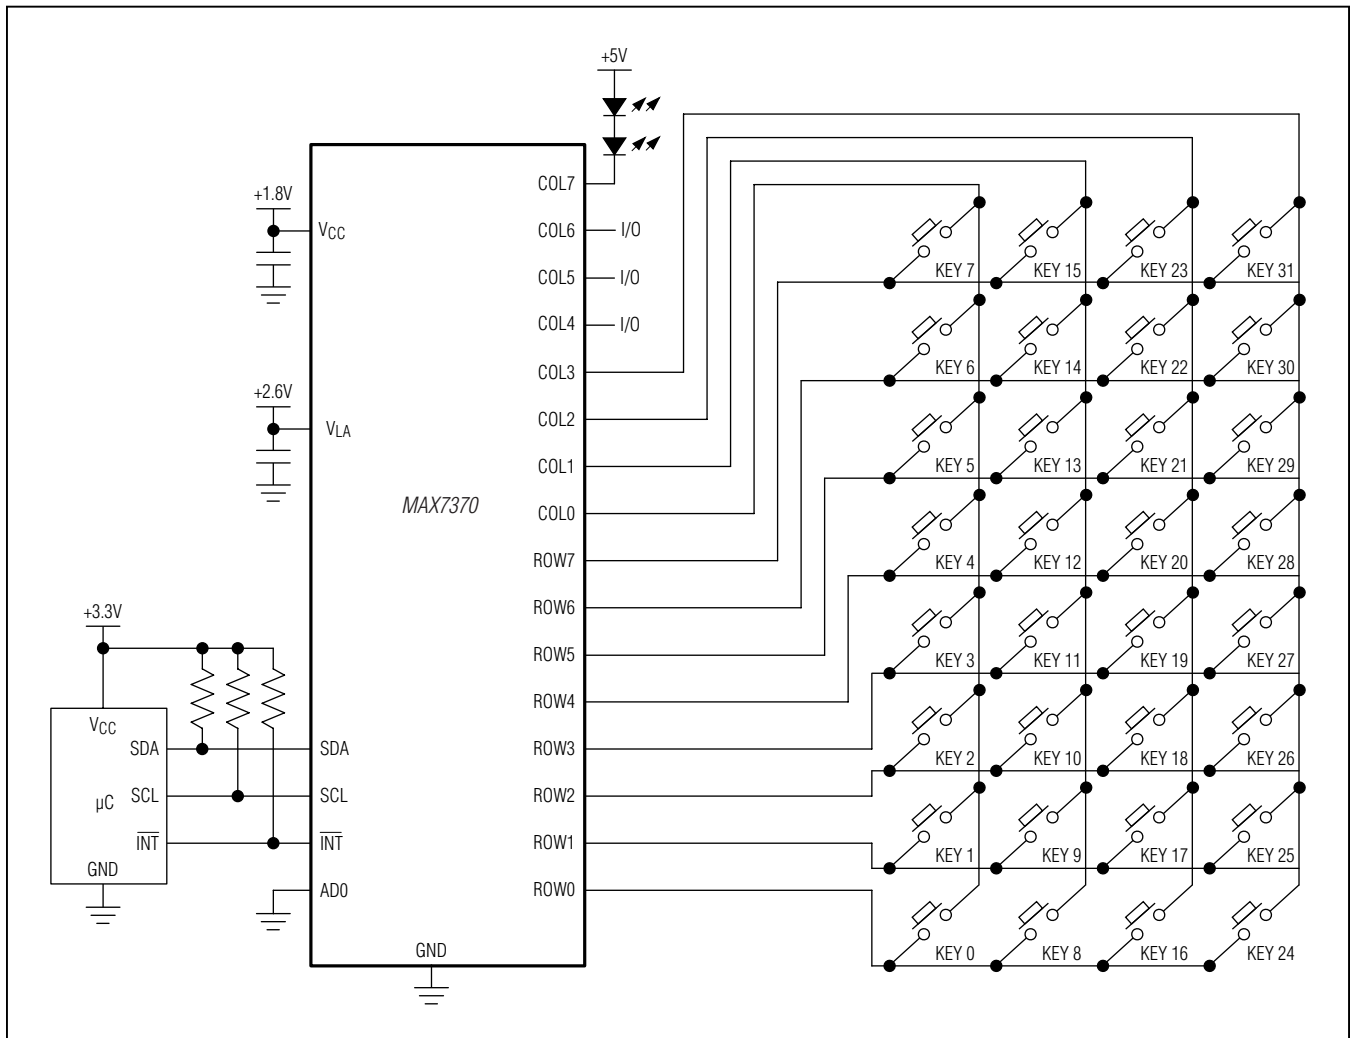 +5V
COL7
+1.8V
VCC
COL6
I/O
COL5
I/O
COL4
I/O
COL3
+2.6V
VLA
COL2
COL1
MAX7370
COL0
ROW7
ROW6
ROW5
ROW4
ROW3
ROW2
ROW1
ROW0
+3.3V
VCC
SDA
SCL
µC
INT
GND
SDA
SCL
INT
AD0
GND
KEY 7 KEY 15 KEY 23 KEY 31
KEY 6 KEY 14 KEY 22 KEY 30
KEY 5 KEY 13 KEY 21 KEY 29
KEY 4 KEY 12 KEY 20 KEY 28
KEY 3 KEY 11 KEY 19 KEY 27
KEY 2 KEY 10 KEY 18 KEY 26
KEY 1 KEY 9 KEY 17 KEY 25
KEY 0 KEY 8 KEY 16 KEY 24